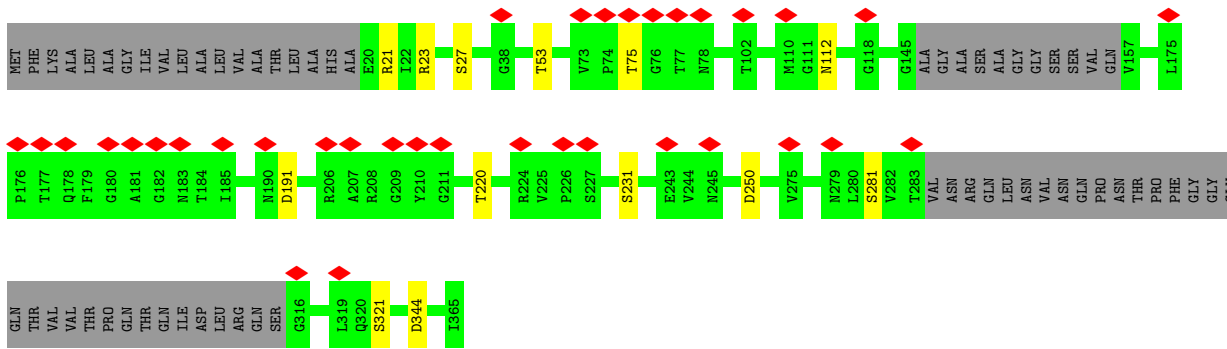 MET PHE LYS ALA LEU ALA GLY ILE VAL LEU ALA LEU VAL ALA THR LEU ALA HIS ALA E20 R21 I22 R23 S27 G38 T53 V73 P74 T75 G76 T77 N78 T102 M110 G111 N112 G118 G145 ALA GLY ALA SER ALA GLY GLY SER SER VAL GLN V157 L175
P176 T177 Q178 F179 G180 A181 G182 N183 T184 I185 N190 D191 R206 A207 R208 G209 Y210 G211 T220 R224 V225 P226 S227 S231 E243 V244 N245 D250 V275 N279 L280 S281 V282 T283 VAL ASN ARG GLN LEU ASN VAL ASN GLN PRO ASN THR PRO PHE GLY GLY
GLN THR VAL VAL THR PRO GLN THR GLN ILE ASP LEU ARG GLN SER G316 L319 Q320 S321 D344 I365